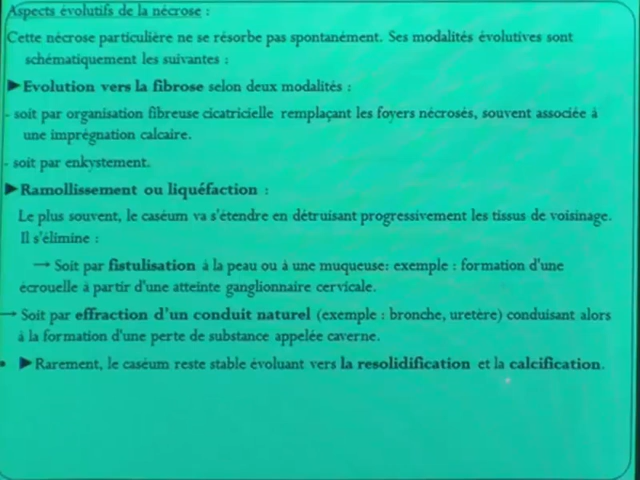 Aspects évolutifs de la nécrose :
Cette nécrose particulière ne se résorbe pas spontanément. Ses modalités évolutives sont
schématiquement les suivantes :
►Evolution vers la fibrose selon deux modalités :
- soit par organisation fibreuse cicatricielle remplaçant les foyers nécrosés, souvent associée à
une imprégnation calcaire.
- soit par enkystement.
►Ramollissement ou liquéfaction :
Le plus souvent, le caséum va s'étendre en détruisant progressivement les tissus de voisinage.
Il s'élimine :
→ Soit par fistulisation à la peau ou à une muqueuse: exemple : formation d'une
écrouelle à partir d'une atteinte ganglionnaire cervicale.
→ Soit par effraction d'un conduit naturel (exemple : bronche, uretère) conduisant alors
à la formation d'une perte de substance appelée caverne.
• ►Rarement, le caséum reste stable évoluant vers la resolidification et la calcification.